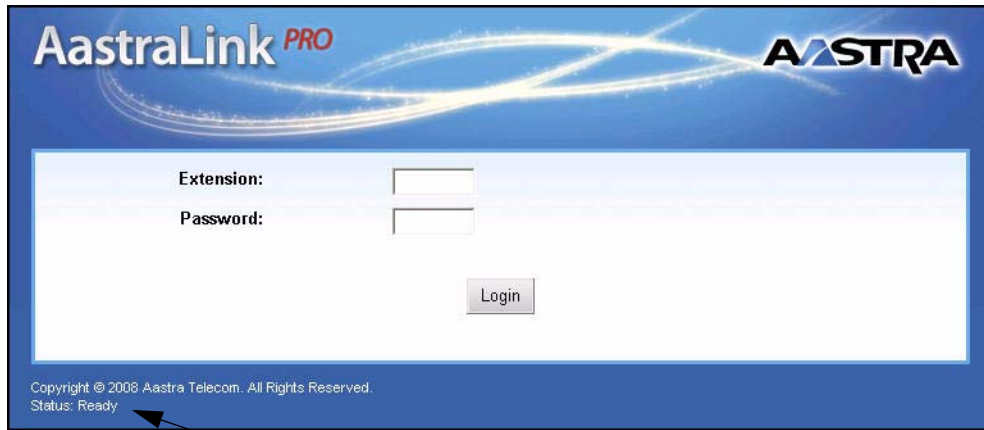 AastraLink PRO
AASTRA
Extension:
Password:
Login
Copyright © 2008 Aastra Telecom. All Rights Reserved.
Status: Ready